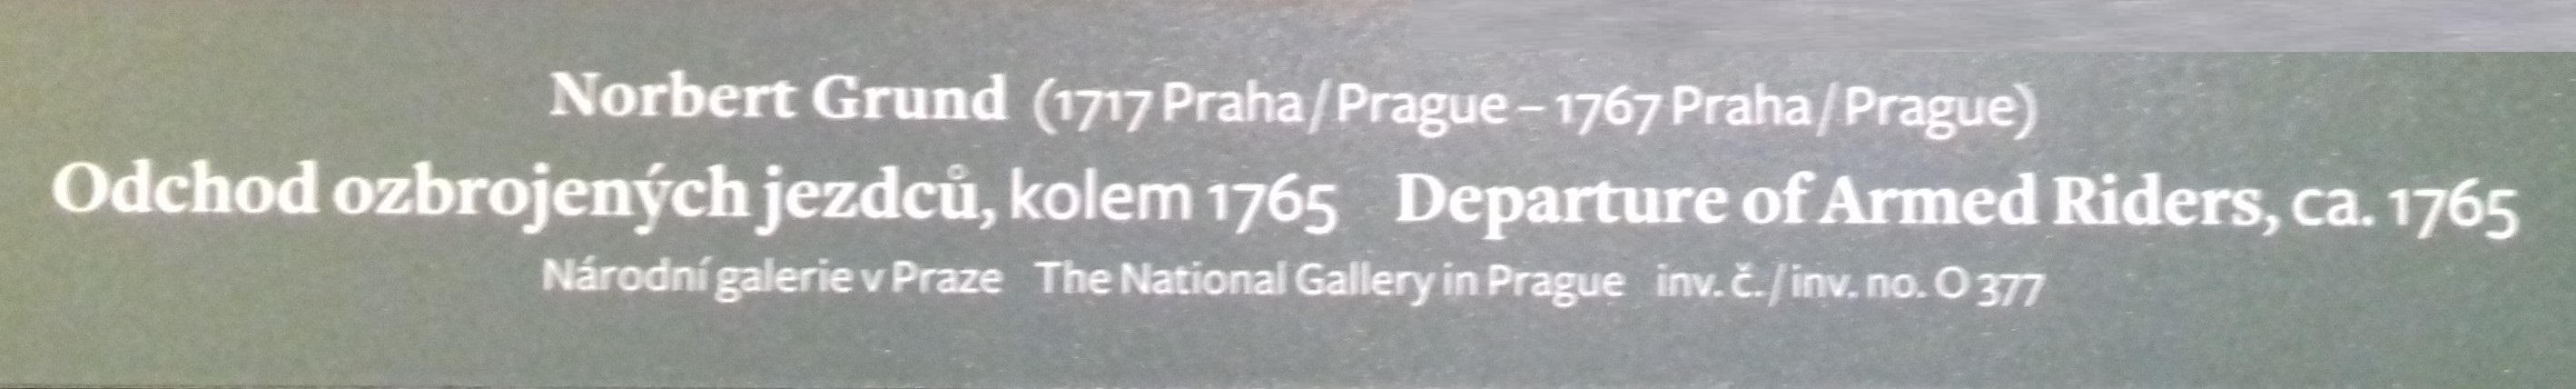 Norbert Grund (1717 Praha/Prague – 1767 Praha/Prague)
Odchod ozbrojených jezdců, kolem 1765 Departure of Armed Riders, ca. 1765
Národní galerie v Praze The National Gallery in Prague inv. č./inv. no. O 377